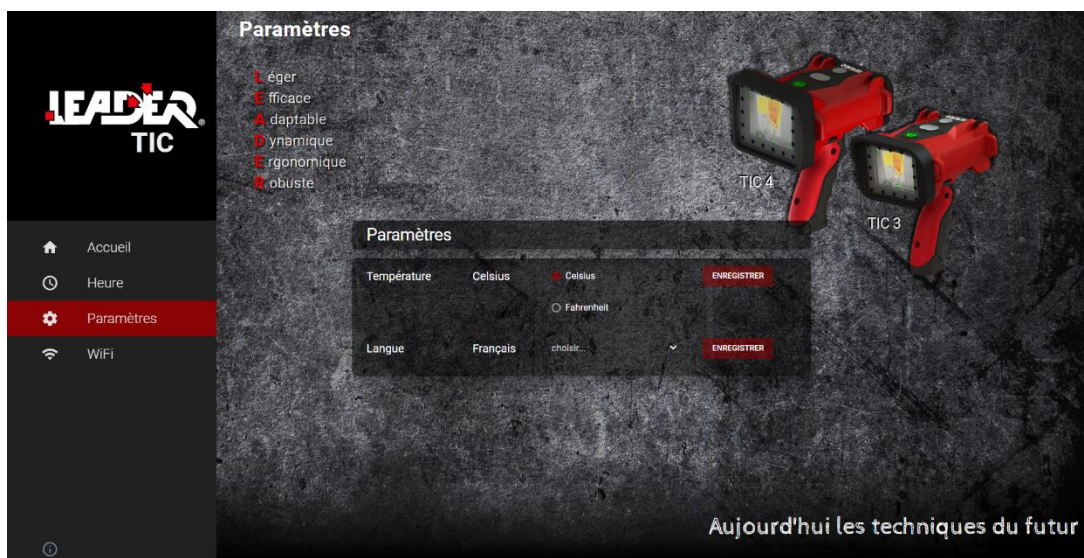 LEADER®
TIC
Accueil
Heure
Paramètres
WiFi
Paramètres
Léger
Efficace
Adaptable
Dynamique
Ergonomique
Robuste
TIC 4
TIC 3
Paramètres
Température Celsius Celsius ENREGISTRER
Fahrenheit
Langue Français choisir... ENREGISTRER
Aujourd'hui les techniques du futur